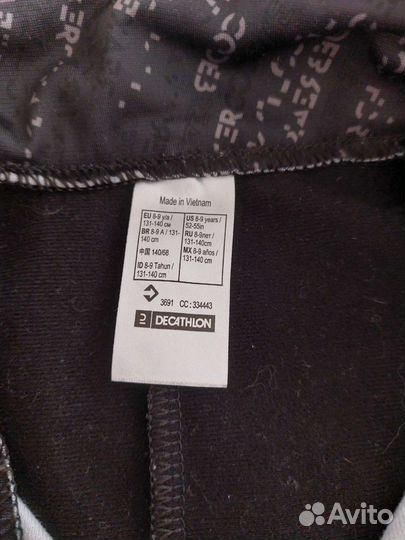 Made in Vietnam
EU 8-9 y/a /
131-140 см
BR 8-9 A / 131-
140 cm
中国 140/68
ID 8-9 Tahun /
131-140 cm
US 8-9 years /
52-55in
RU 8-9лет /
131-140cm
MX 8-9 años /
131-140 cm
3691 CC : 334443
DECATHLON
Avito